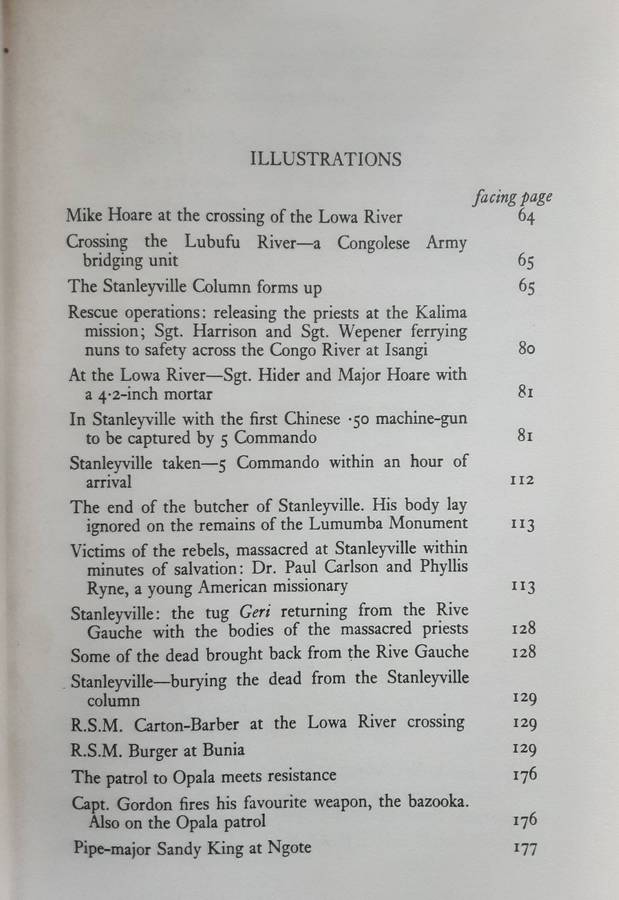 ILLUSTRATIONS
facing page
Mike Hoare at the crossing of the Lowa River 64
Crossing the Lubufu River—a Congolese Army
bridging unit 65
The Stanleyville Column forms up 65
Rescue operations: releasing the priests at the Kalima
mission; Sgt. Harrison and Sgt. Wepener ferrying
nuns to safety across the Congo River at Isangi 80
At the Lowa River—Sgt. Hider and Major Hoare with
a 4·2-inch mortar 81
In Stanleyville with the first Chinese ·50 machine-gun
to be captured by 5 Commando 81
Stanleyville taken—5 Commando within an hour of
arrival 112
The end of the butcher of Stanleyville. His body lay
ignored on the remains of the Lumumba Monument 113
Victims of the rebels, massacred at Stanleyville within
minutes of salvation: Dr. Paul Carlson and Phyllis
Ryne, a young American missionary 113
Stanleyville: the tug Geri returning from the Rive
Gauche with the bodies of the massacred priests 128
Some of the dead brought back from the Rive Gauche 128
Stanleyville—burying the dead from the Stanleyville
column 129
R.S.M. Carton-Barber at the Lowa River crossing 129
R.S.M. Burger at Bunia 129
The patrol to Opala meets resistance 176
Capt. Gordon fires his favourite weapon, the bazooka.
Also on the Opala patrol 176
Pipe-major Sandy King at Ngote 177